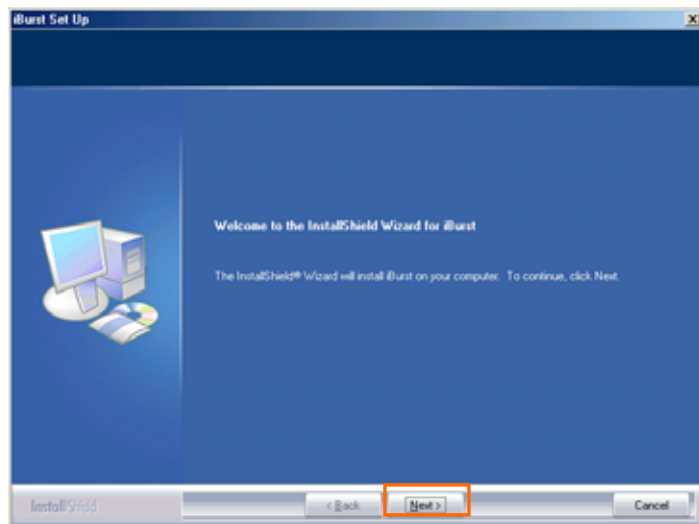 iBurst Set Up
Welcome to the InstallShield Wizard for iBurst
The InstallShield® Wizard will install iBurst on your computer. To continue, click Next.
InstallShield
< Back
Next >
Cancel